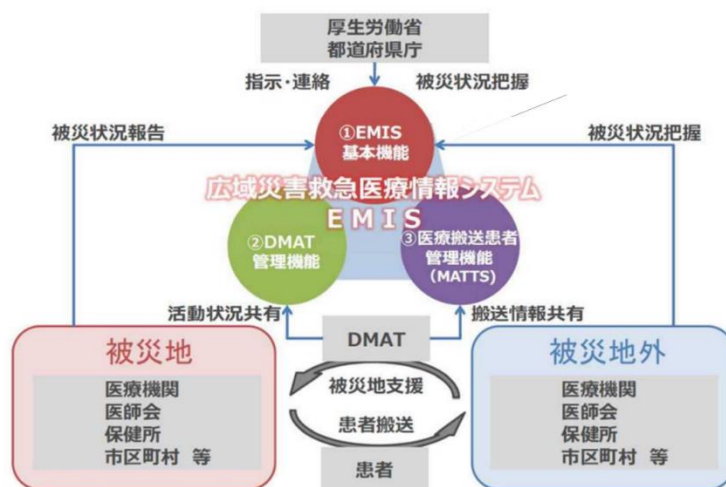 厚生労働省
都道府県庁
指示・連絡
被災状況把握
被災状況報告
被災状況把握
①EMIS
基本機能
広域災害救急医療情報システム
ＥＭＩＳ
②DMAT
管理機能
③医療搬送患者
管理機能
(MATTS)
活動状況共有
搬送情報共有
DMAT
被災地
医療機関
医師会
保健所
市区町村 等
被災地支援
患者搬送
患者
被災地外
医療機関
医師会
保健所
市区町村 等